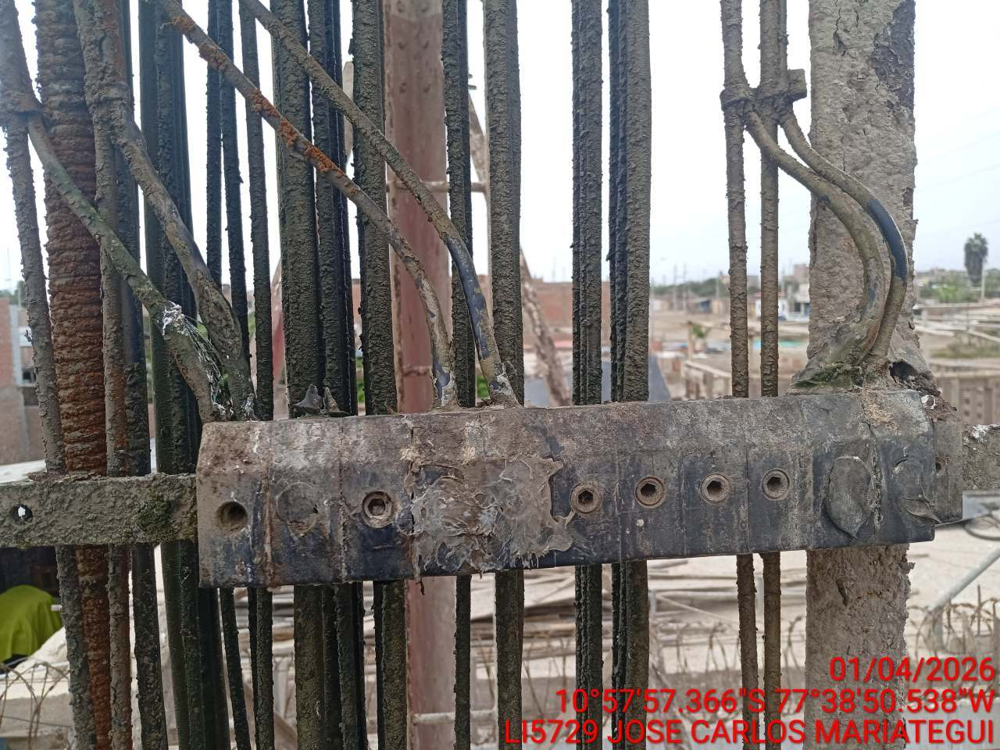 01/04/2026
10°57'57.366"S 77°38'50.538"W
LI5729 JOSE CARLOS MARIATEGUI